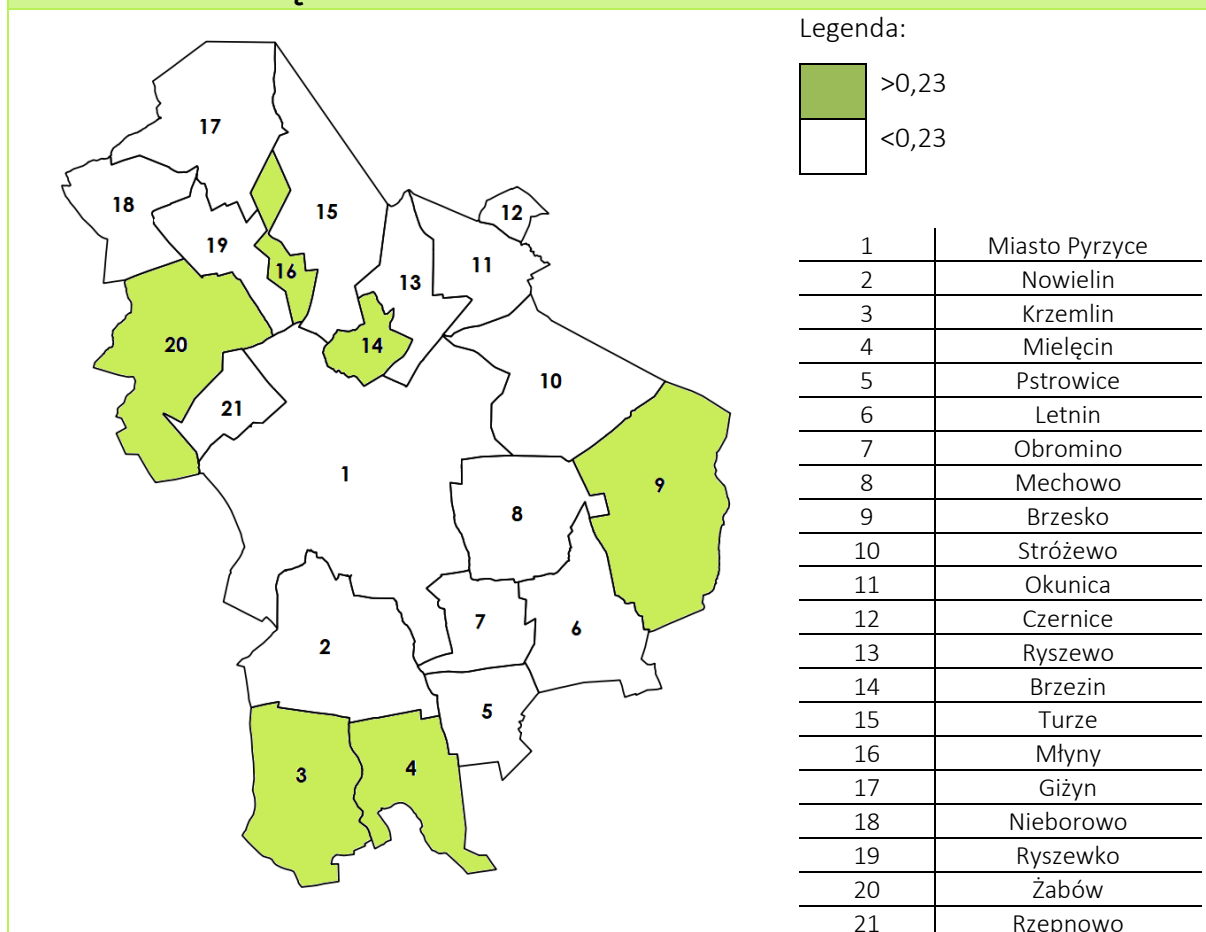 Legenda:
>0,23
<0,23
17
18
15
12
19
11
16
13
20
14
10
21
1
9
8
7
6
2
5
4
3
1 Miasto Pyrzyce
2 Nowielin
3 Krzemlin
4 Mielęcin
5 Pstrowice
6 Letnin
7 Obromino
8 Mechowo
9 Brzesko
10 Stróżewo
11 Okunica
12 Czernice
13 Ryszewo
14 Brzezin
15 Turze
16 Młyny
17 Giżyn
18 Nieborowo
19 Ryszewko
20 Żabów
21 Rzepnowo